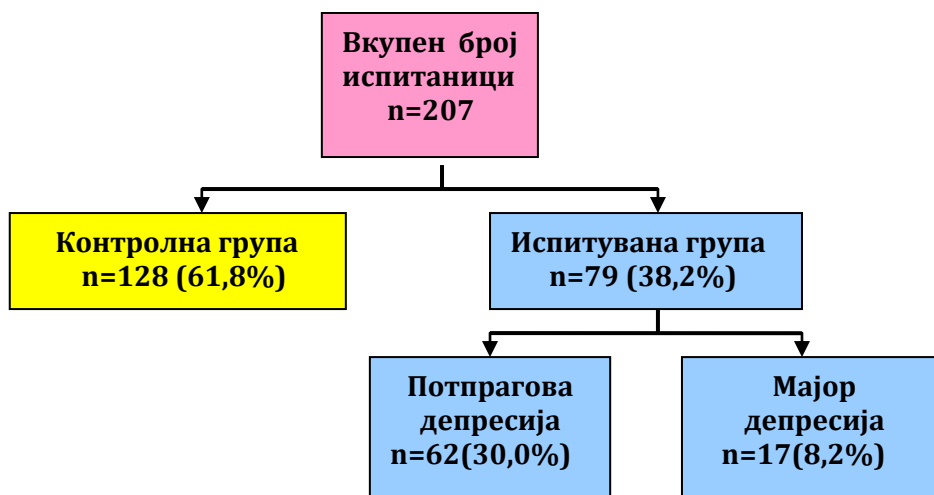 Вкупен број
испитаници
n=207
Контролна група
n=128 (61,8%)
Испитувана група
n=79 (38,2%)
Потпрагова
депресија
n=62(30,0%)
Мајор
депресија
n=17(8,2%)